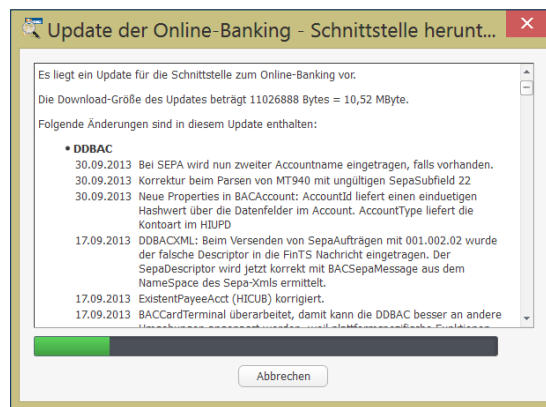 Update der Online-Banking - Schnittstelle herunt...
Es liegt ein Update für die Schnittstelle zum Online-Banking vor.
Die Download-Größe des Updates beträgt 11026888 Bytes = 10,52 MByte.
Folgende Änderungen sind in diesem Update enthalten:
• DDBAC
30.09.2013 Bei SEPA wird nun zweiter Accountname eingetragen, falls vorhanden.
30.09.2013 Korrektur beim Parsen von MT940 mit ungültigen SepaSubfield 22
30.09.2013 Neue Properties in BACAccount: AccountId liefert einen einduetigen
Hashwert über die Datenfelder im Account. AccountType liefert die
Kontoart im HIUPD
17.09.2013 DDBACXML: Beim Versenden von SepaAufträgen mit 001.002.02 wurde
der falsche Descriptor in die FinTS Nachricht eingetragen. Der
SepaDescriptor wird jetzt korrekt mit BACSepaMessage aus dem
NameSpace des Sepa-Xmls ermittelt.
17.09.2013 ExistentPayeeAcct (HICUB) korrigiert.
17.09.2013 BACCardTerminal überarbeitet, damit kann die DDBAC besser an andere
Abbrechen